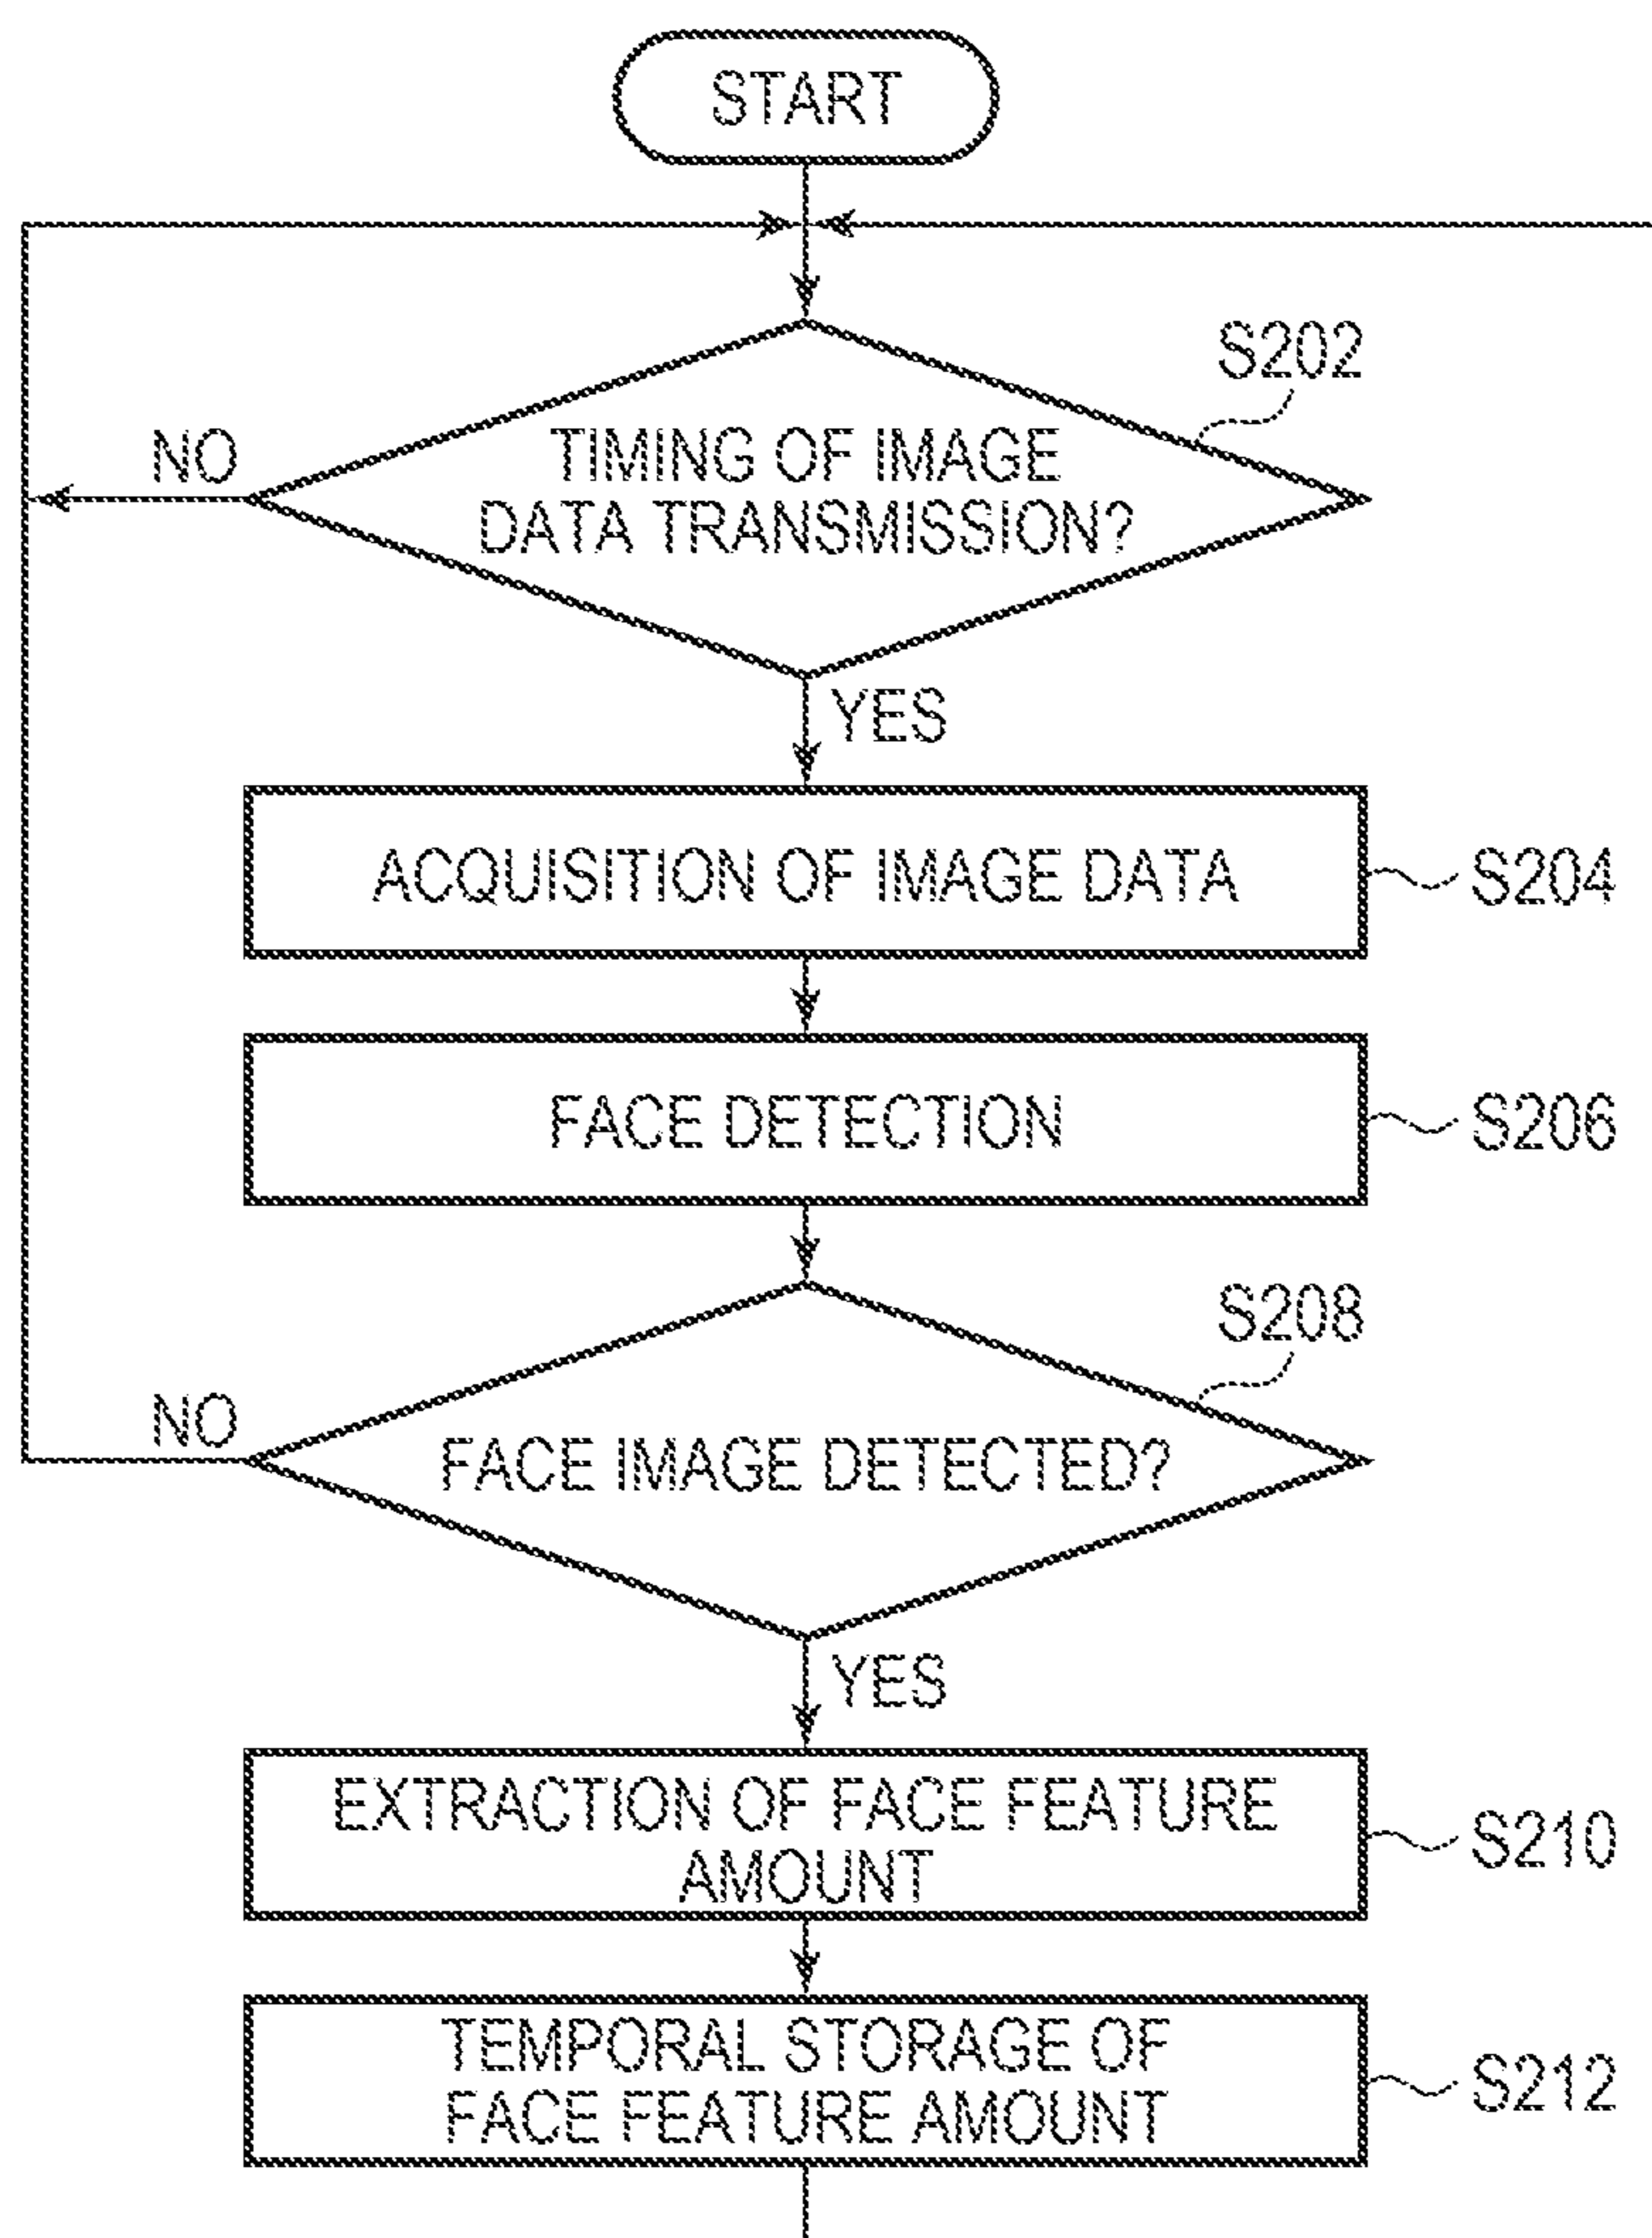 START
S202
NO
TIMING OF IMAGE
DATA TRANSMISSION?
YES
ACQUISITION OF IMAGE DATA
S204
FACE DETECTION
S206
S208
NO
FACE IMAGE DETECTED?
YES
EXTRACTION OF FACE FEATURE
AMOUNT
S210
TEMPORAL STORAGE OF
FACE FEATURE AMOUNT
S212